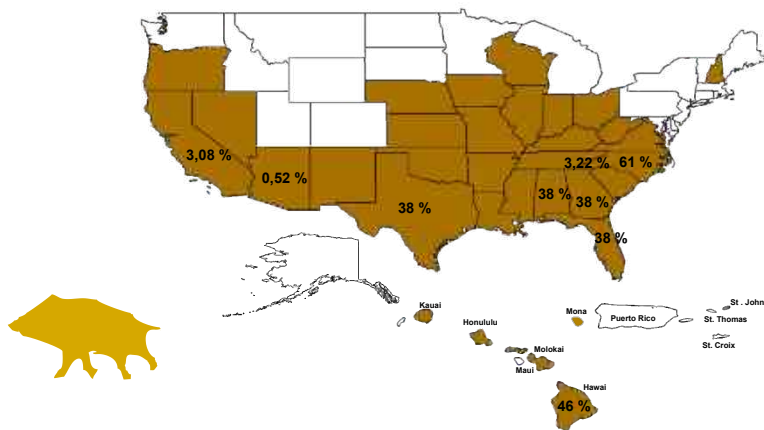 3,08 %
0,52 %
3,22 %
61 %
38 %
38 %
38 %
38 %
Kauai
Honululu
Molokai
Maui
Hawai
46 %
Mona
Puerto Rico
St . John
St. Thomas
St. Croix